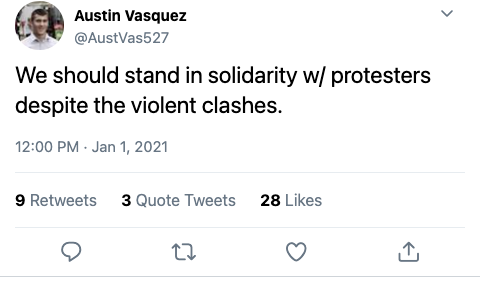 Austin Vasquez
@AustVas527
We should stand in solidarity w/ protesters
despite the violent clashes.
12:00 PM · Jan 1, 2021
9 Retweets 3 Quote Tweets 28 Likes